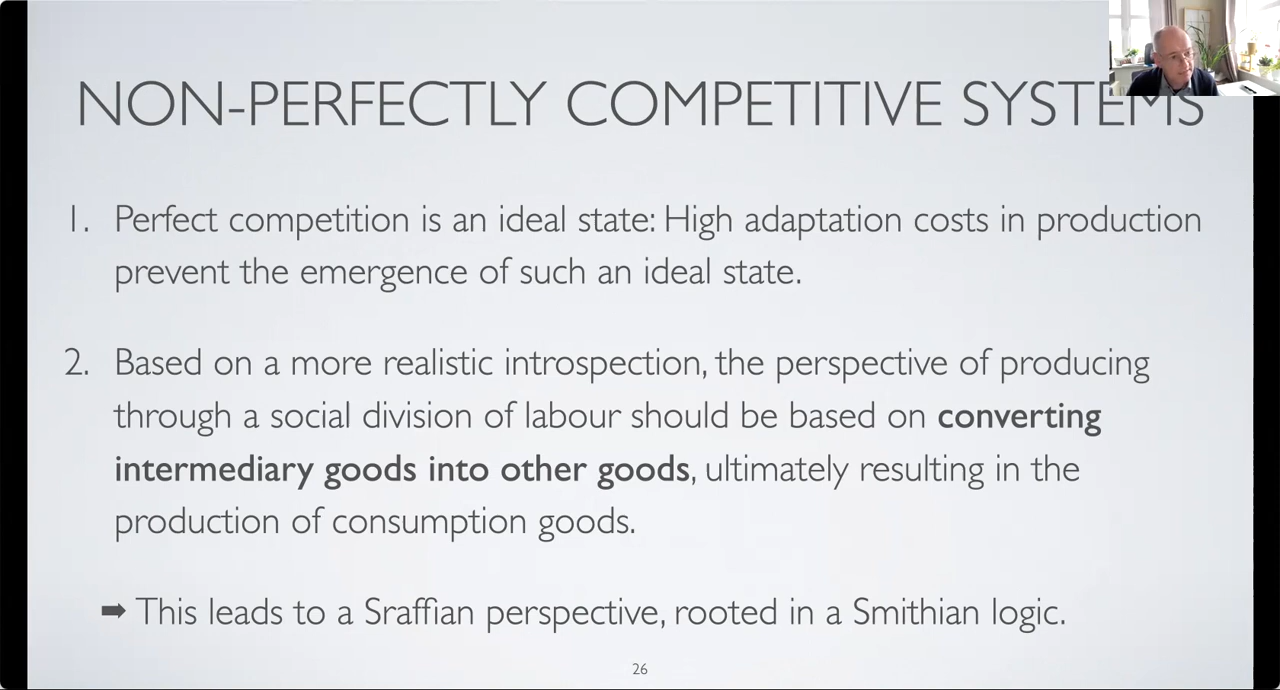 NON-PERFECTLY COMPETITIVE SYSTEMS
1. Perfect competition is an ideal state: High adaptation costs in production
prevent the emergence of such an ideal state.
2. Based on a more realistic introspection, the perspective of producing
through a social division of labour should be based on converting
intermediary goods into other goods, ultimately resulting in the
production of consumption goods.
➡ This leads to a Sraffian perspective, rooted in a Smithian logic.
26